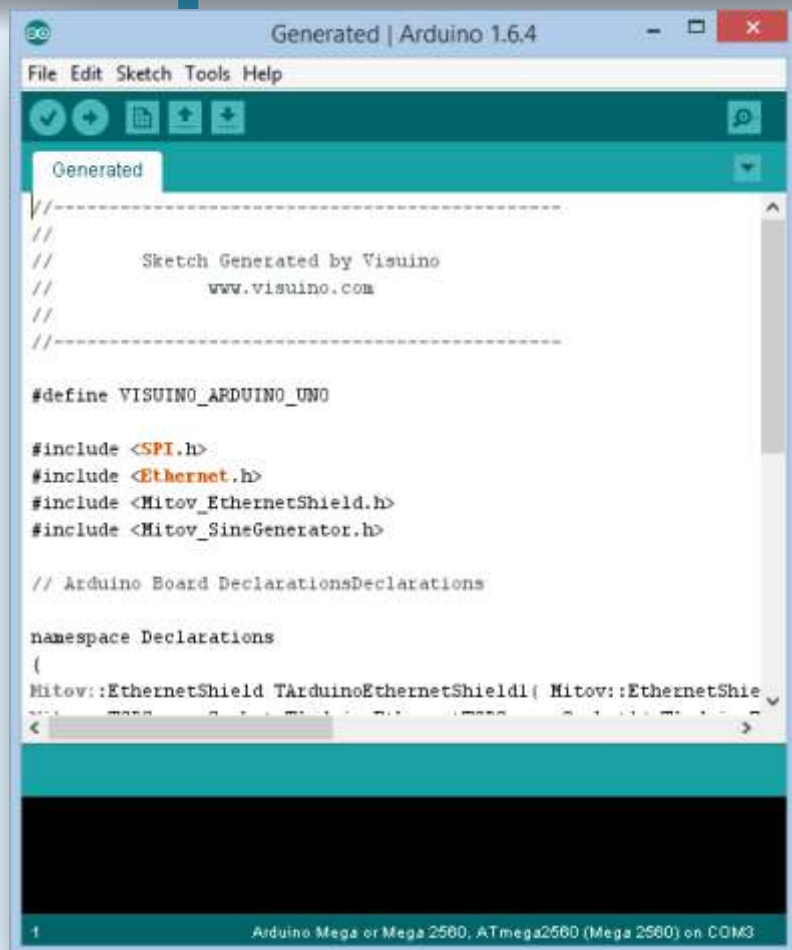 Generated | Arduino 1.6.4
File Edit Sketch Tools Help
Generated
//----------------------------------------------
//
// Sketch Generated by Visuino
// www.visuino.com
//
//----------------------------------------------
#define VISUINO_ARDUINO_UNO
#include <SPI.h>
#include <Ethernet.h>
#include <Mitov_EthernetShield.h>
#include <Mitov_SineGenerator.h>
// Arduino Board DeclarationsDeclarations
namespace Declarations
{
Mitov::EthernetShield TArduinoEthernetShield1( Mitov::EthernetShie
1
Arduino Mega or Mega 2560, ATmega2560 (Mega 2560) on COM3